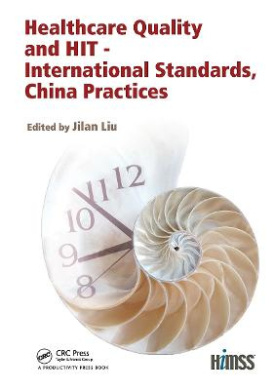 Healthcare Quality
and HIT -
International Standards,
China Practices
Edited by Jilan Liu
11 12
10
9
8
CRC Press
Taylor & Francis Group
A PRODUCTIVITY PRESS BOOK
HiMSS